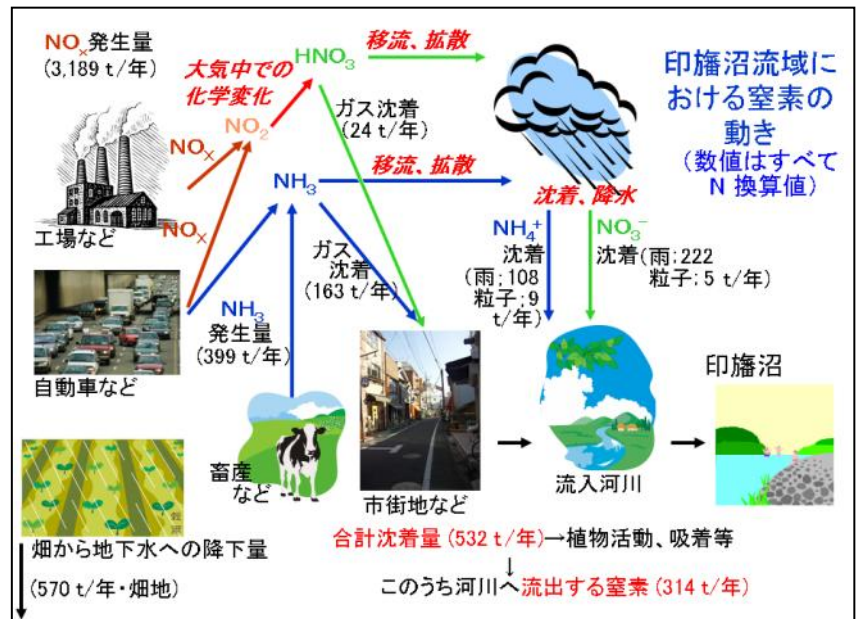 NOx発生量
(3,189 t/年)
大気中での
化学変化
HNO3
移流、拡散
印旛沼流域に
おける窒素の
動き
(数値はすべて
N 換算値)
NO2
ガス沈着
(24 t/年)
NOx
NH3
移流、拡散
沈着、降水
工場など
NOx
ガス
沈着
(163 t/年)
NH4+
沈着
(雨;108
粒子;9
t/年)
NO3−
沈着(雨;222
粒子;5 t/年)
NH3
発生量
(399 t/年)
自動車など
印旛沼
畜産
など
市街地など
流入河川
畑から地下水への降下量
(570 t/年・畑地)
合計沈着量(532 t/年)→植物活動、吸着等
↓
このうち河川へ流出する窒素(314 t/年)